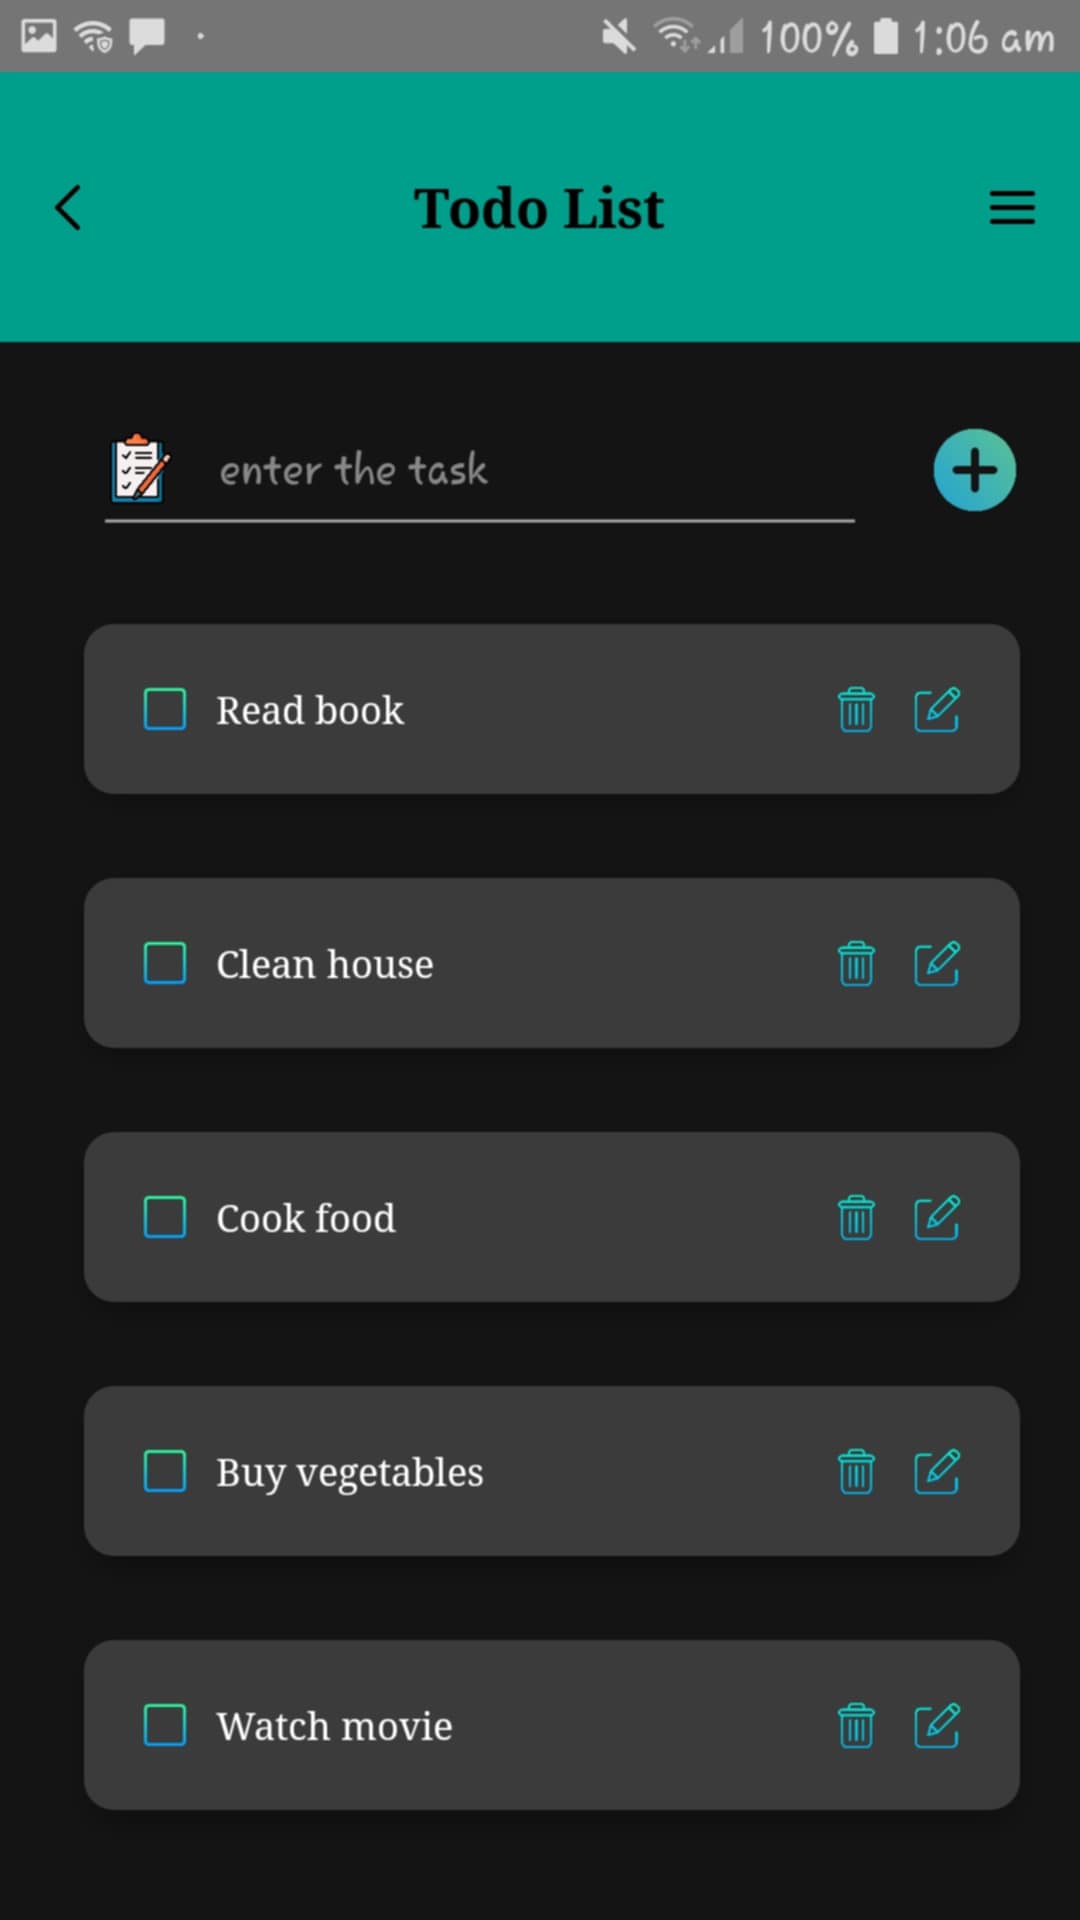 100% 1:06 am
Todo List
enter the task
Read book
Clean house
Cook food
Buy vegetables
Watch movie